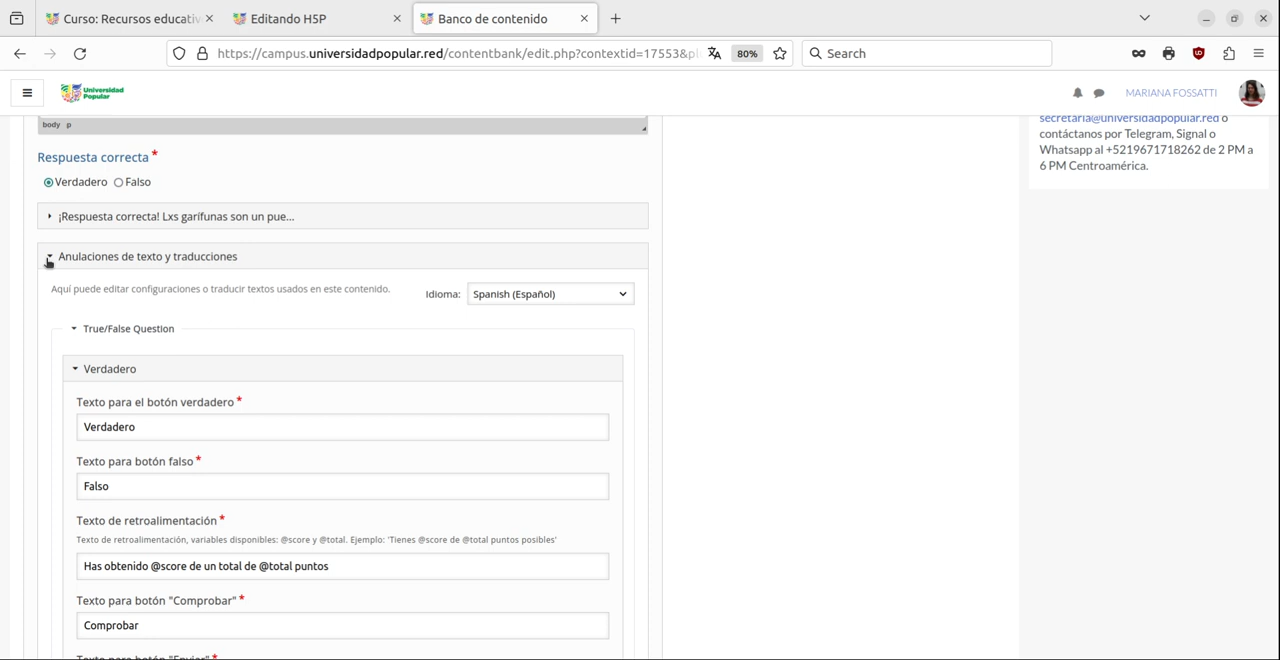 Curso: Recursos educativ
Editando H5P
Banco de contenido
https://campus.universidadpopular.red/contentbank/edit.php?contextid=17553&pl
80%
Search
Universidad
Popular
MARIANA FOSSATTI
body p
secretaria@universidadpopular.red o
contáctanos por Telegram, Signal o
Whatsapp al +5219671718262 de 2 PM a
6 PM Centroamérica.
Respuesta correcta *
Verdadero Falso
¡Respuesta correcta! Lxs garífunas son un pue...
Anulaciones de texto y traducciones
Aquí puede editar configuraciones o traducir textos usados en este contenido.
Idioma: Spanish (Español)
True/False Question
Verdadero
Texto para el botón verdadero *
Verdadero
Texto para botón falso *
Falso
Texto de retroalimentación *
Texto de retroalimentación, variables disponibles: @score y @total. Ejemplo: 'Tienes @score de @total puntos posibles'
Has obtenido @score de un total de @total puntos
Texto para botón "Comprobar" *
Comprobar
Texto para botón "Enviar" *